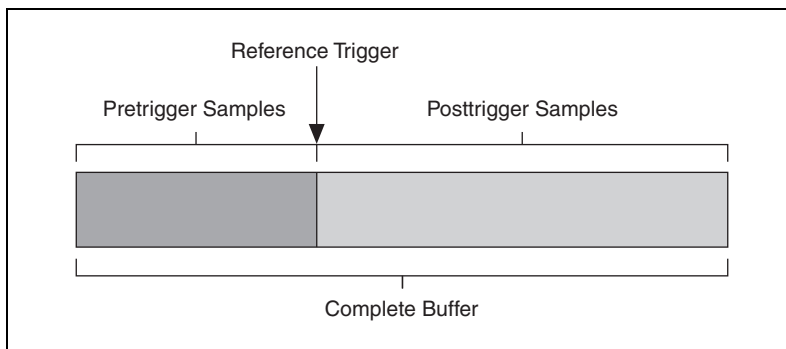 Reference Trigger
Pretrigger Samples
Posttrigger Samples
Complete Buffer